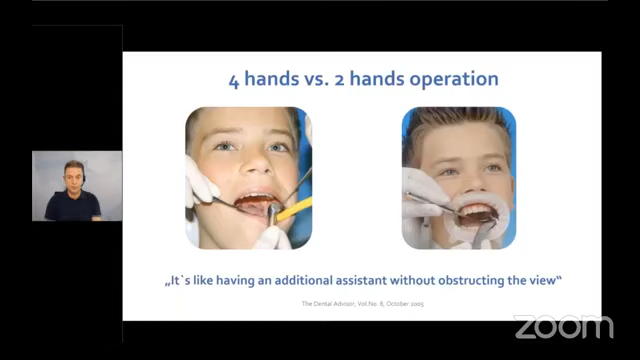 4 hands vs. 2 hands operation
„It`s like having an additional assistant without obstructing the view“
The Dental Advisor, Vol.No. 8, October 2005
zoom